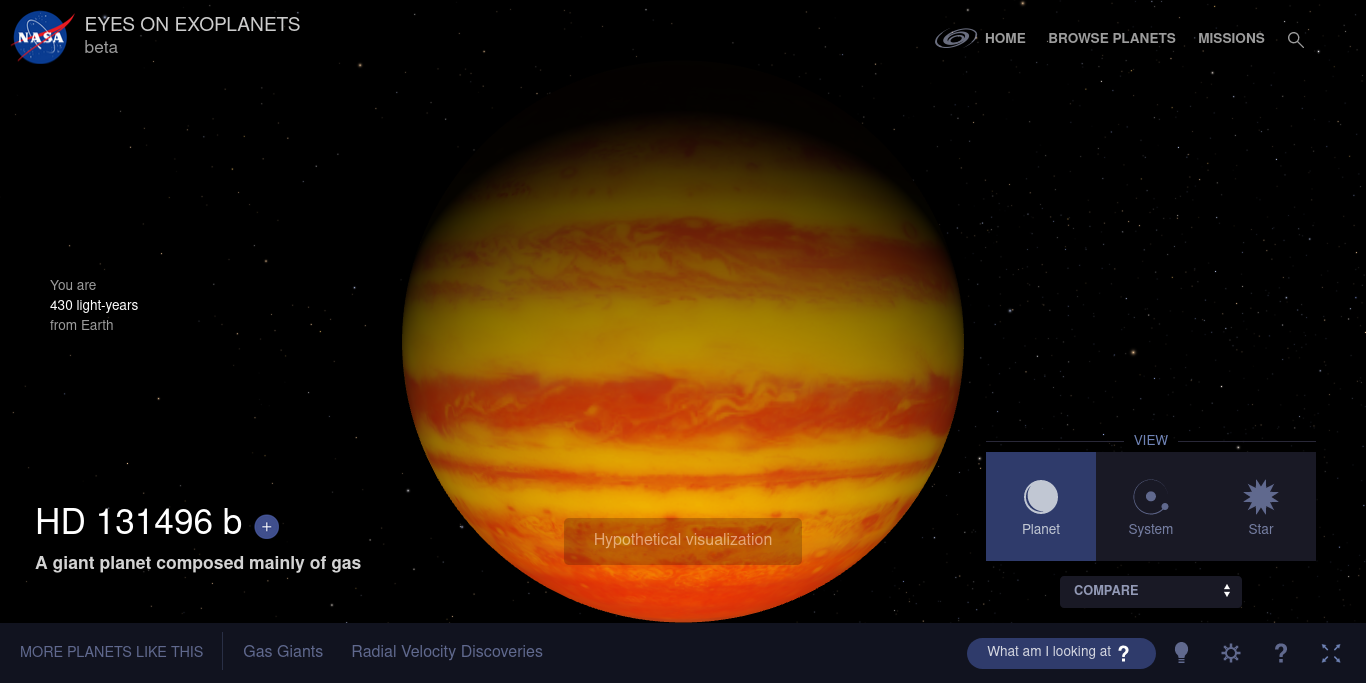 NASA
EYES ON EXOPLANETS
beta
HOME
BROWSE PLANETS
MISSIONS
You are
430 light-years
from Earth
HD 131496 b +
A giant planet composed mainly of gas
Hypothetical visualization
VIEW
Planet
System
Star
COMPARE
MORE PLANETS LIKE THIS
Gas Giants
Radial Velocity Discoveries
What am I looking at ?
?